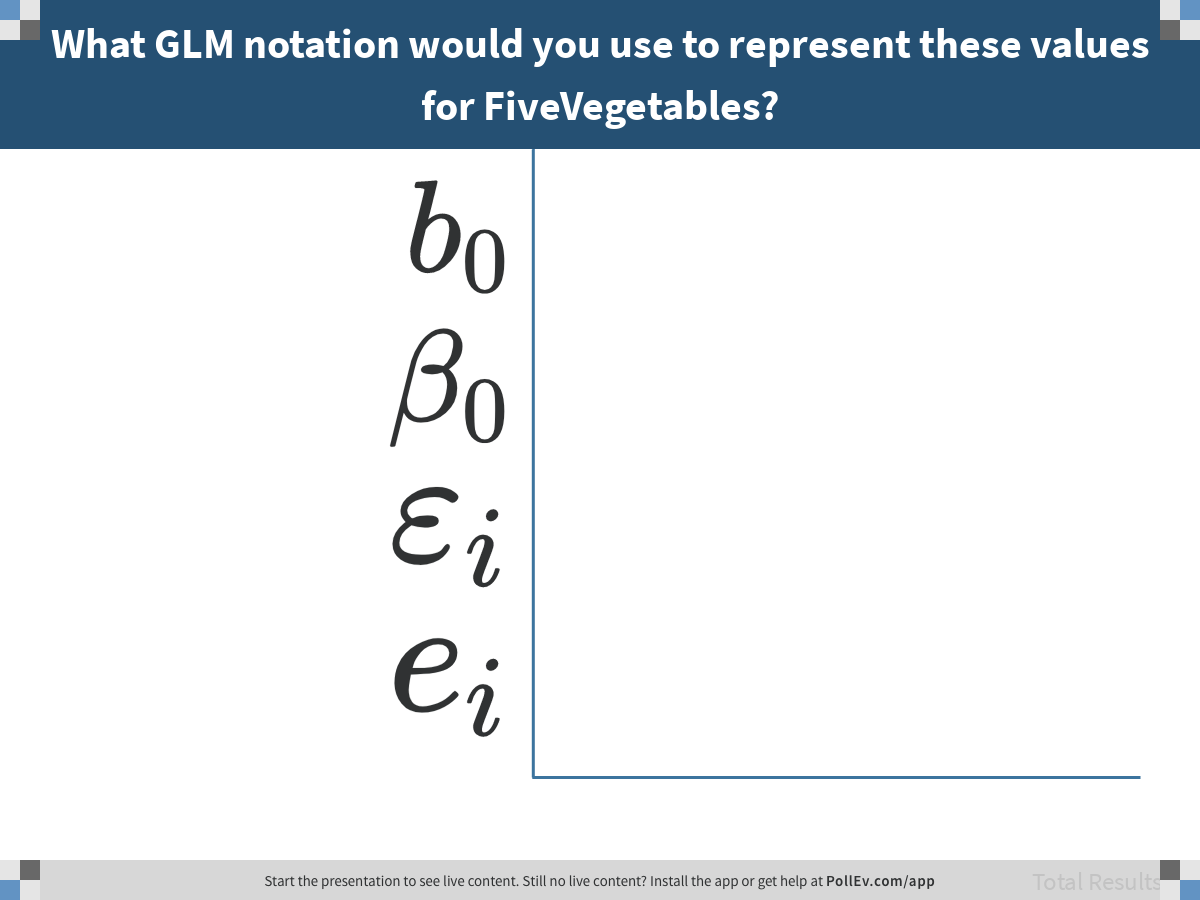 What GLM notation would you use to represent these values
for FiveVegetables?
b₀
β₀
εᵢ
eᵢ
Start the presentation to see live content. Still no live content? Install the app or get help at PollEv.com/app
Total Results